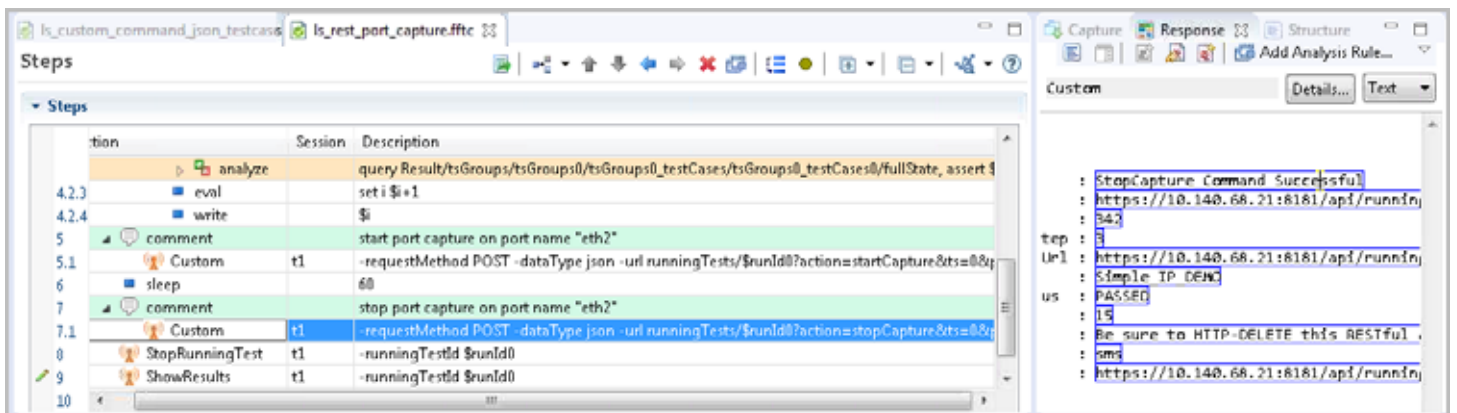 ls_custom_command_json_testcase ls_rest_port_capture.fftc
Steps
Steps
tion Session Description
analyze query Result/tsGroups/tsGroups0/tsGroups0_testCases/tsGroups0_testCases0/fullState, assert $
4.2.3 eval set i $i+1
4.2.4 write $i
5 comment start port capture on port name "eth2"
5.1 Custom t1 -requestMethod POST -dataType json -url runningTests/$runId0?action=startCapture&ts=0&p
6 sleep 60
7 comment stop port capture on port name "eth2"
7.1 Custom t1 -requestMethod POST -dataType json -url runningTests/$runId0?action=stopCapture&ts=0&p
8 StopRunningTest t1 -runningTestId $runId0
9 ShowResults t1 -runningTestId $runId0
10
Capture Response Structure
Add Analysis Rule...
Custom Details... Text
: StopCapture Command Successful
: https://10.140.68.21:8181/api/running
: 342
tep : 3
Url : https://10.140.68.21:8181/api/running
: Simple IP DEMO
us : PASSED
: 15
: Be sure to HTTP-DELETE this RESTful
: sms
: https://10.140.68.21:8181/api/running